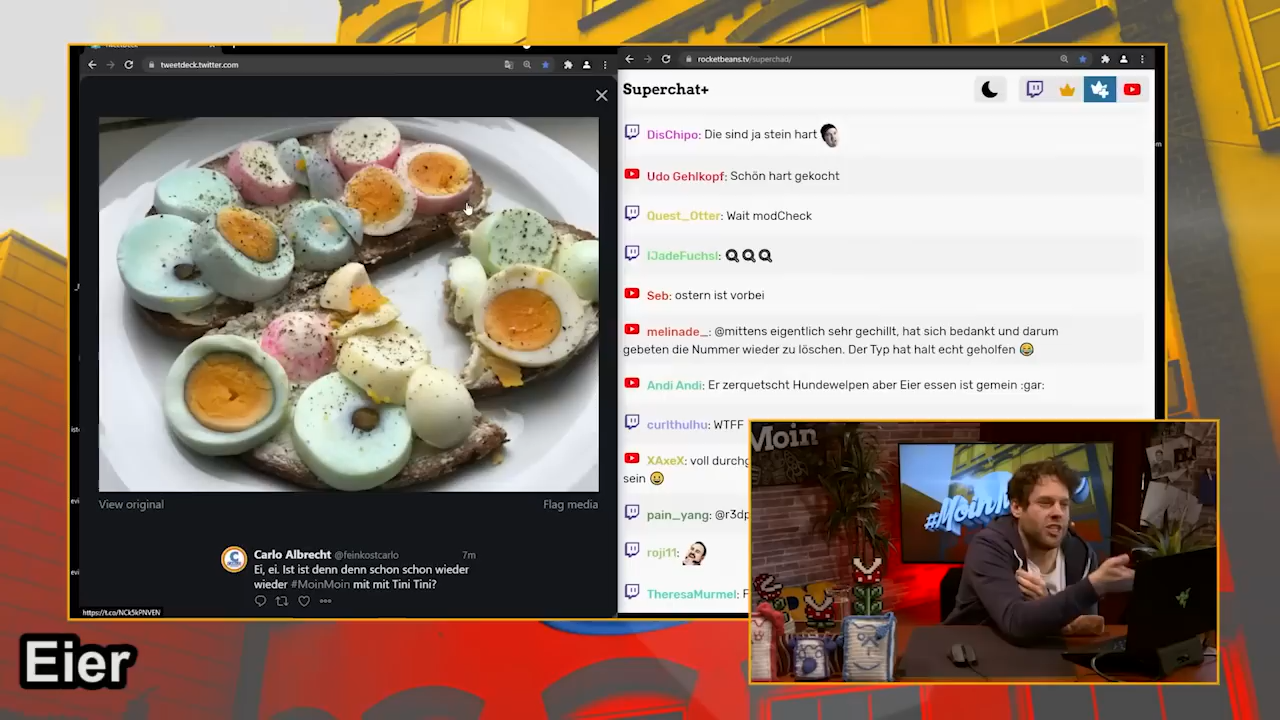 tweetdeck.twitter.com
rocketbeans.tv/superchad/
Superchat+
DisChipo: Die sind ja stein hart
Udo Gehlkopf: Schön hart gekocht
Quest_Otter: Wait modCheck
IJadeFuchsI:
Seb: ostern ist vorbei
melinade_: @mittens eigentlich sehr gechillt, hat sich bedankt und darum
gebeten die Nummer wieder zu löschen. Der Typ hat halt echt geholfen 😅
Andi Andi: Er zerquetscht Hundewelpen aber Eier essen ist gemein :gar:
curlthulhu: WTFF
XAxeX: voll durchg
sein 😀
pain_yang: @r3dp
roji11:
TheresaMurmel: F
View original
Flag media
Carlo Albrecht @feinkostcarlo 7m
Ei, ei. Ist ist denn denn schon schon wieder
wieder #MoinMoin mit mit Tini Tini?
https://t.co/NCk5kPNVEN
Moin
#MoinM
Eier